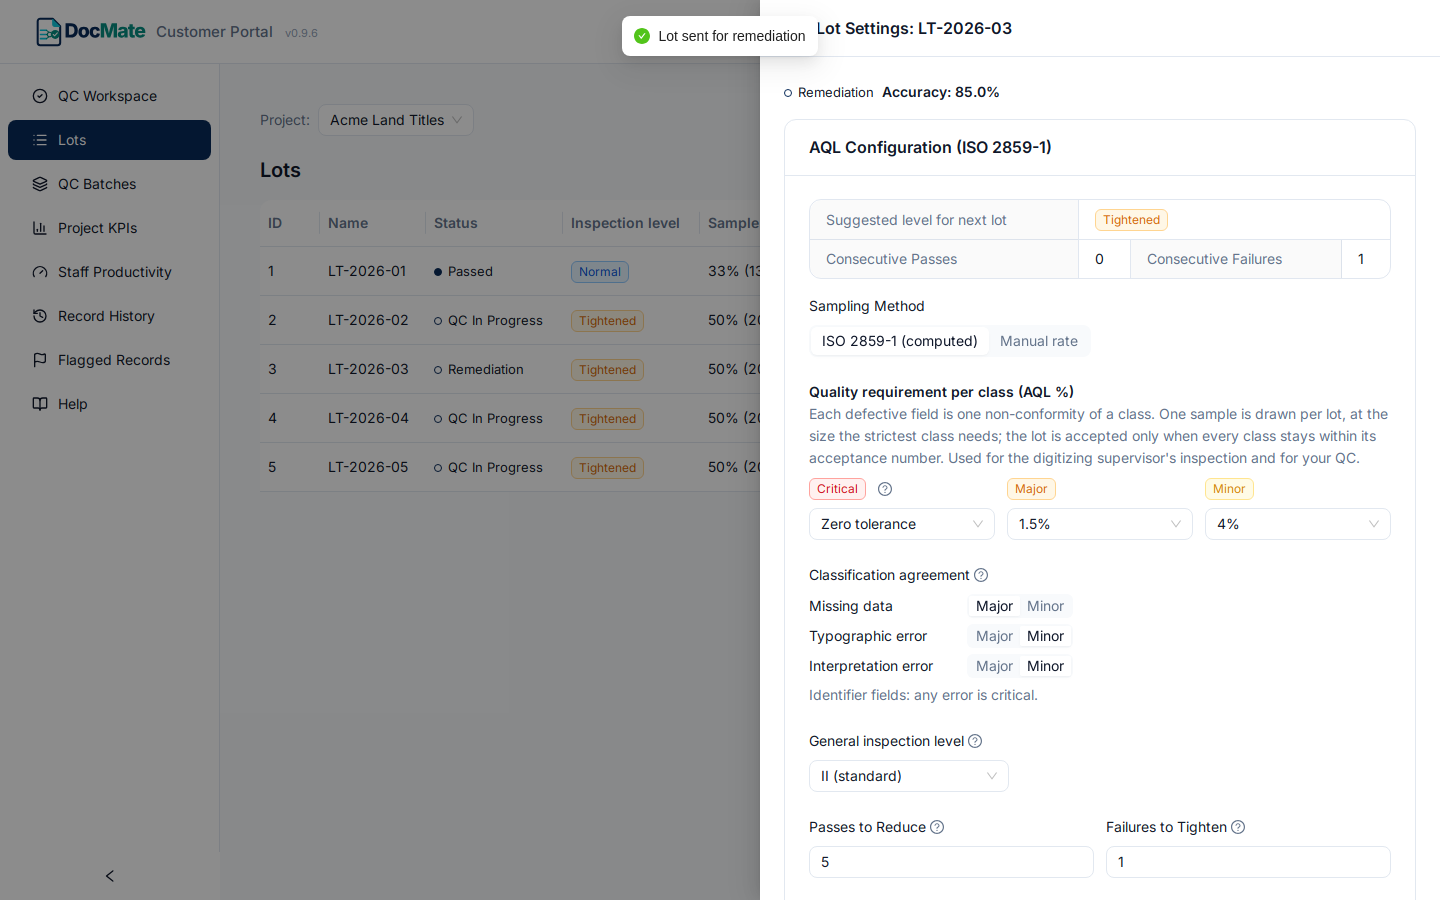 DocMate Customer Portal v0.9.6
Lot sent for remediation
Lot Settings: LT-2026-03
QC Workspace
Lots
QC Batches
Project KPIs
Staff Productivity
Record History
Flagged Records
Help
Project: Acme Land Titles
Lots
ID Name Status Inspection level Sample
1 LT-2026-01 Passed Normal 33% (13
2 LT-2026-02 QC In Progress Tightened 50% (20
3 LT-2026-03 Remediation Tightened 50% (20
4 LT-2026-04 QC In Progress Tightened 50% (20
5 LT-2026-05 QC In Progress Tightened 50% (20
Remediation Accuracy: 85.0%
AQL Configuration (ISO 2859-1)
Suggested level for next lot Tightened
Consecutive Passes 0 Consecutive Failures 1
Sampling Method
ISO 2859-1 (computed) Manual rate
Quality requirement per class (AQL %)
Each defective field is one non-conformity of a class. One sample is drawn per lot, at the
size the strictest class needs; the lot is accepted only when every class stays within its
acceptance number. Used for the digitizing supervisor's inspection and for your QC.
Critical Major Minor
Zero tolerance 1.5% 4%
Classification agreement
Missing data Major Minor
Typographic error Major Minor
Interpretation error Major Minor
Identifier fields: any error is critical.
General inspection level
II (standard)
Passes to Reduce Failures to Tighten
5 1